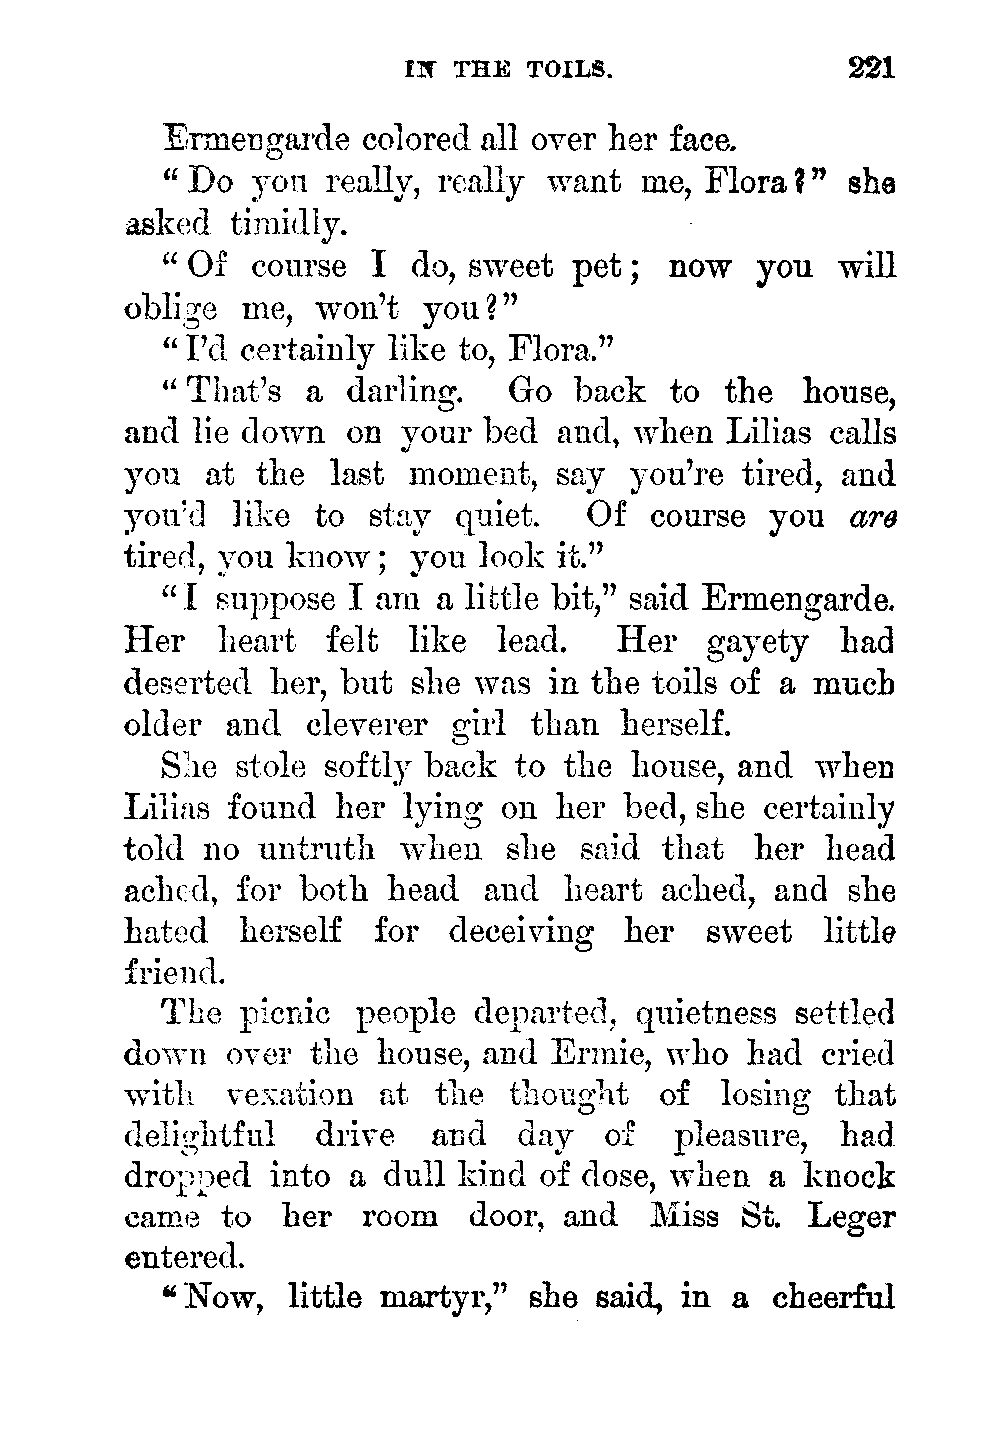 IN THE TOILS. 221
Ermengarde colored all over her face.
“Do you really, really want me, Flora?” she
asked timidly.
“Of course I do, sweet pet; now you will
oblige me, won’t you?”
“I’d certainly like to, Flora.”
“That’s a darling. Go back to the house,
and lie down on your bed and, when Lilias calls
you at the last moment, say you’re tired, and
you’d like to stay quiet. Of course you are
tired, you know; you look it.”
“I suppose I am a little bit,” said Ermengarde.
Her heart felt like lead. Her gayety had
deserted her, but she was in the toils of a much
older and cleverer girl than herself.
She stole softly back to the house, and when
Lilias found her lying on her bed, she certainly
told no untruth when she said that her head
ached, for both head and heart ached, and she
hated herself for deceiving her sweet little
friend.
The picnic people departed, quietness settled
down over the house, and Ermie, who had cried
with vexation at the thought of losing that
delightful drive and day of pleasure, had
dropped into a dull kind of dose, when a knock
came to her room door, and Miss St. Leger
entered.
“Now, little martyr,” she said, in a cheerful